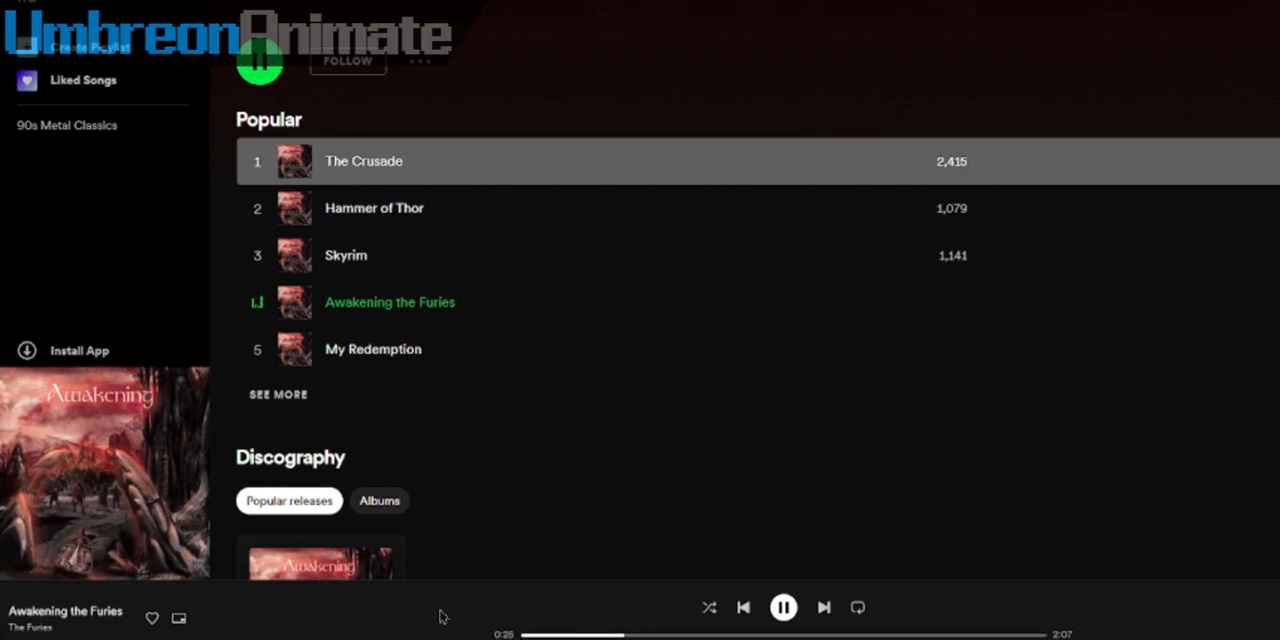 UmbreonAnimate
Create Playlist
FOLLOW
Liked Songs
90s Metal Classics
Popular
1 The Crusade 2,415
2 Hammer of Thor 1,079
3 Skyrim 1,141
Awakening the Furies
5 My Redemption
SEE MORE
Install App
Awakening
Discography
Popular releases Albums
Awakening
Awakening the Furies
The Furies
0:25 2:07